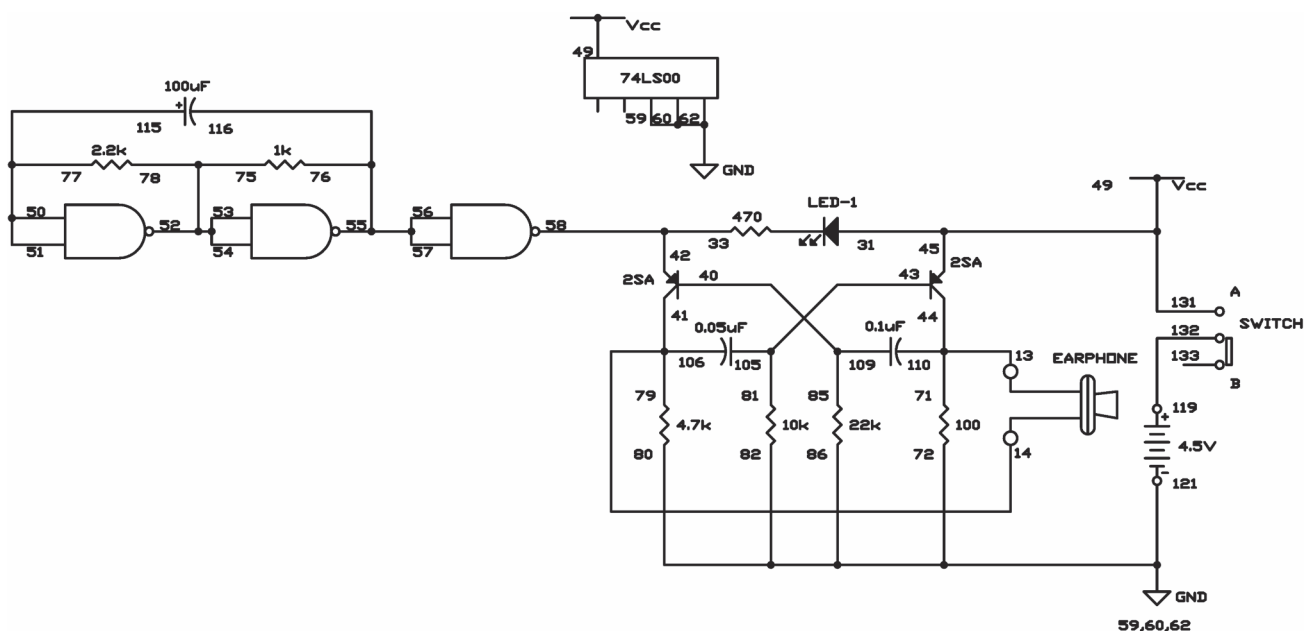 Vcc
49
74LS00
59 60 62
GND
100uF
+
115 116
2.2k 1k
77 78 75 76
50 52 53 55 56 58
51 54 57
470 LED-1
33 31
49 Vcc
42 45
2SA 40 43 2SA
41 44
0.05uF 0.1uF
106 105 109 110
13 EARPHONE
14
79 81 85 71
4.7k 10k 22k 100
80 82 86 72
A
131
SWITCH
132
133
B
119
+
4.5V
-
121
GND
59,60,62